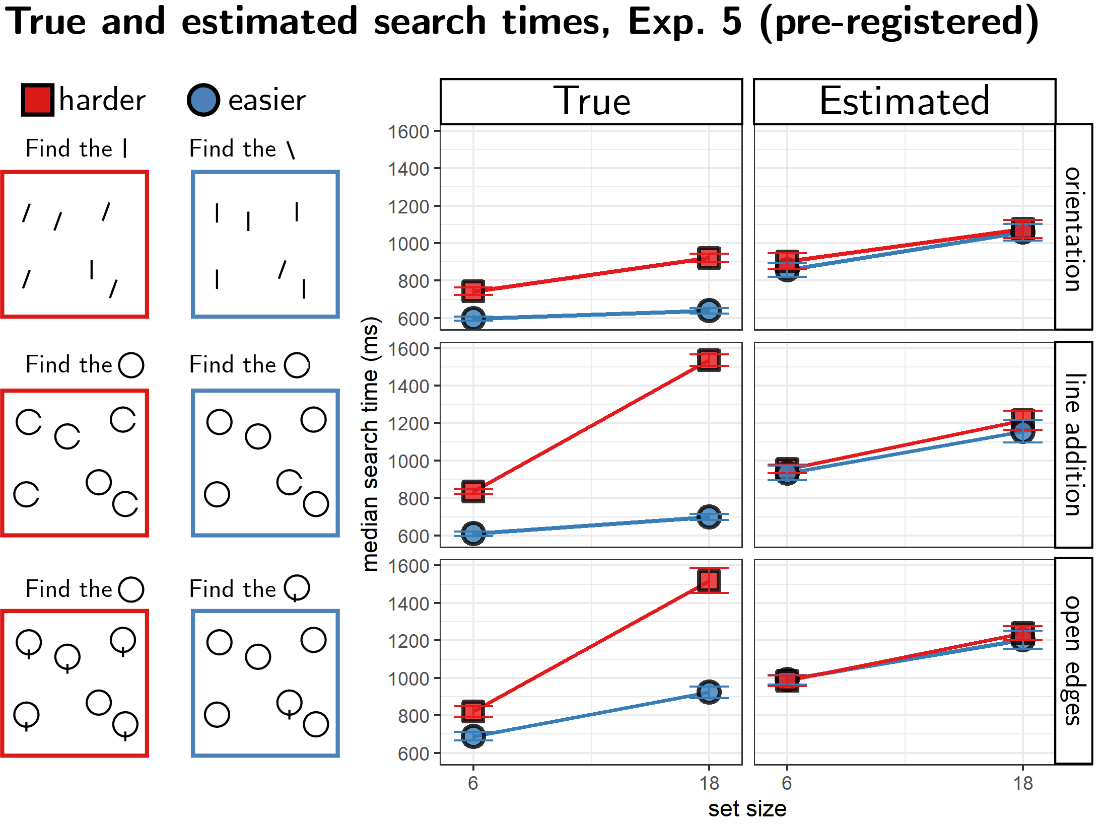 True and estimated search times, Exp. 5 (pre-registered)
harder
easier
Find the |
Find the \
Find the ◯
Find the ◯
Find the ◯
Find the
True
Estimated
median search time (ms)
1600
1400
1200
1000
800
600
orientation
1600
1400
1200
1000
800
600
line addition
1600
1400
1200
1000
800
600
open edges
6
18
6
18
set size